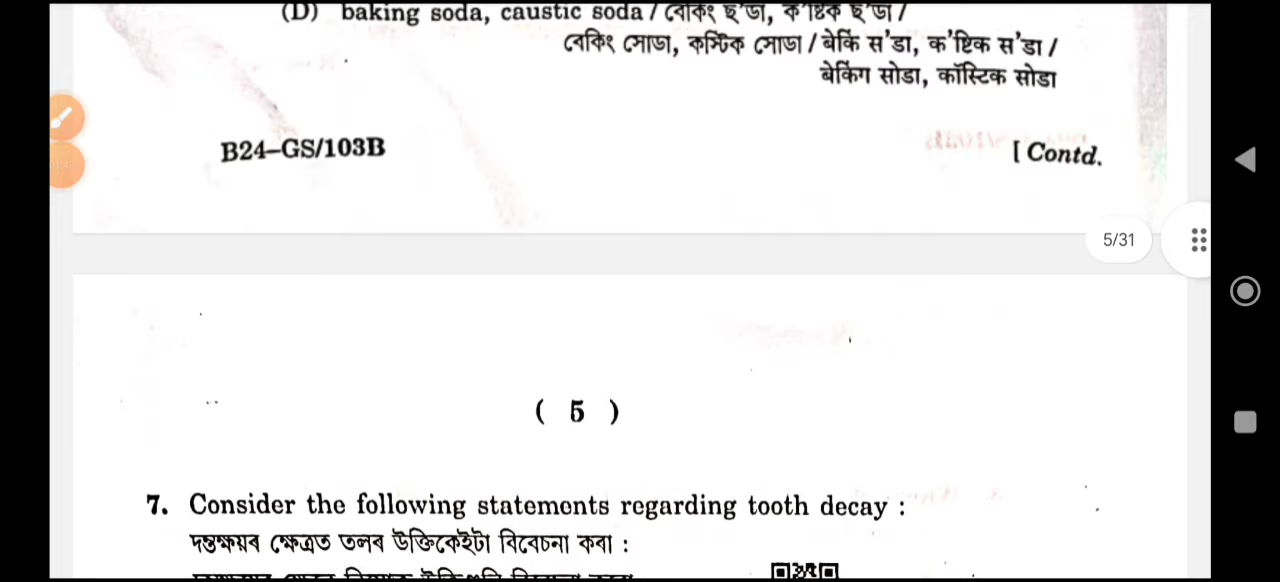 (D) baking soda, caustic soda / বেকিং ছ'ডা, ক'ষ্টিক ছ'ডা /
বেকিং সোডা, কস্টিক সোডা / बेकिं स'डा, क'ष्टिक स'डा /
बेकिंग सोडा, कॉस्टिक सोडा
B24–GS/103B
[ Contd.
5/31
( 5 )
7. Consider the following statements regarding tooth decay :
দন্তক্ষয়ৰ ক্ষেত্ৰত তলৰ উক্তিকেইটা বিবেচনা কৰা :